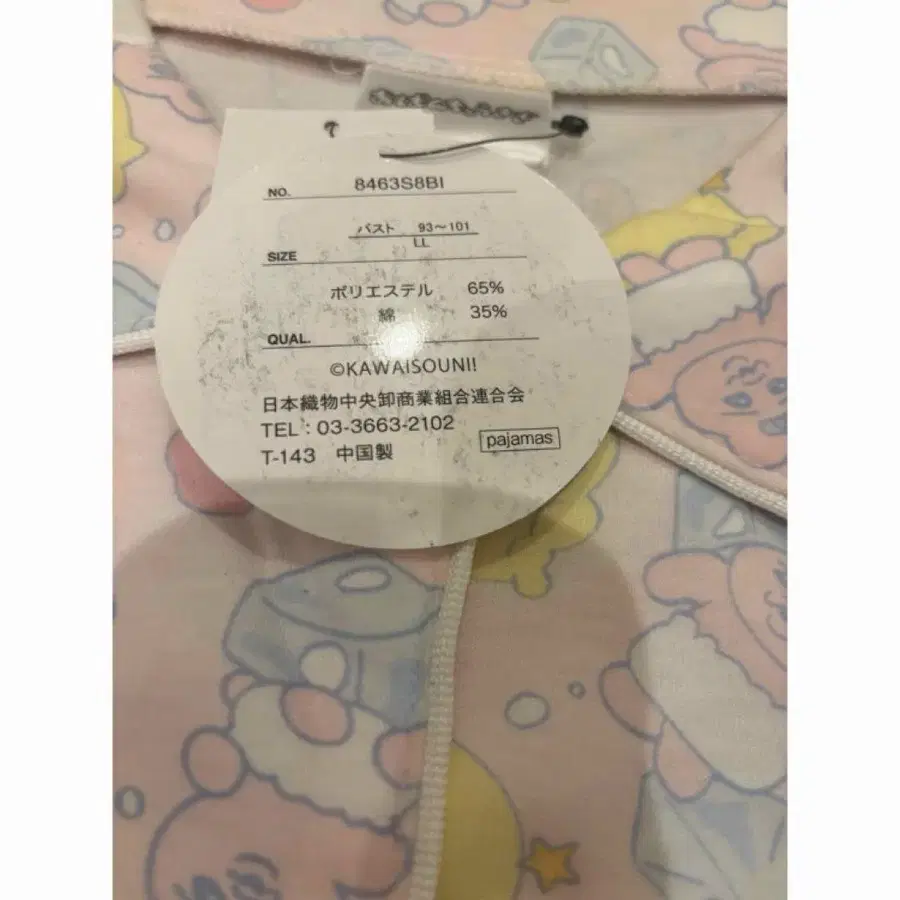 NO. 8463S8BI
バスト 93～101
LL
SIZE
ポリエステル 65%
綿 35%
QUAL.
©KAWAISOUNI!
日本織物中央卸商業組合連合会
TEL : 03-3663-2102
T-143 中国製
pajamas